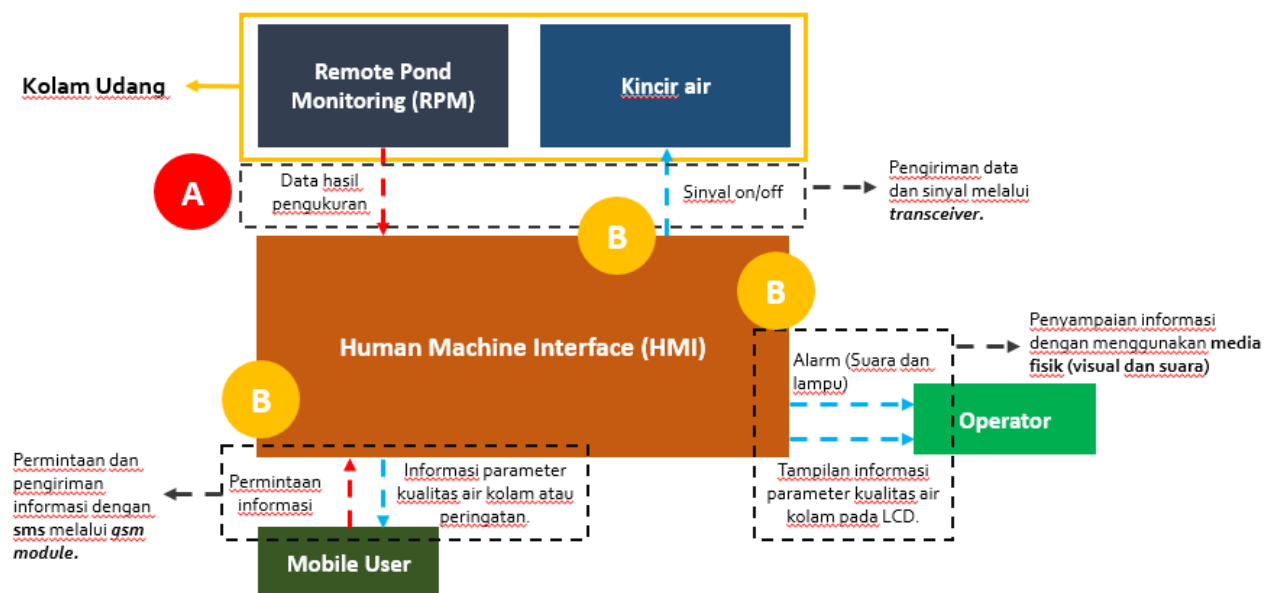 Remote Pond
Monitoring (RPM)
Kincir air
Kolam Udang
A
Data hasil
pengukuran
Sinyal on/off
Pengiriman data
dan sinyal melalui
transceiver.
B
B
Human Machine Interface (HMI)
Penyampaian informasi
dengan menggunakan media
fisik (visual dan suara)
Alarm (Suara dan
lampu)
B
Operator
Permintaan dan
pengiriman
informasi dengan
sms melalui gsm
module.
Permintaan
informasi
Informasi parameter
kualitas air kolam atau
peringatan.
Tampilan informasi
parameter kualitas air
kolam pada LCD.
Mobile User